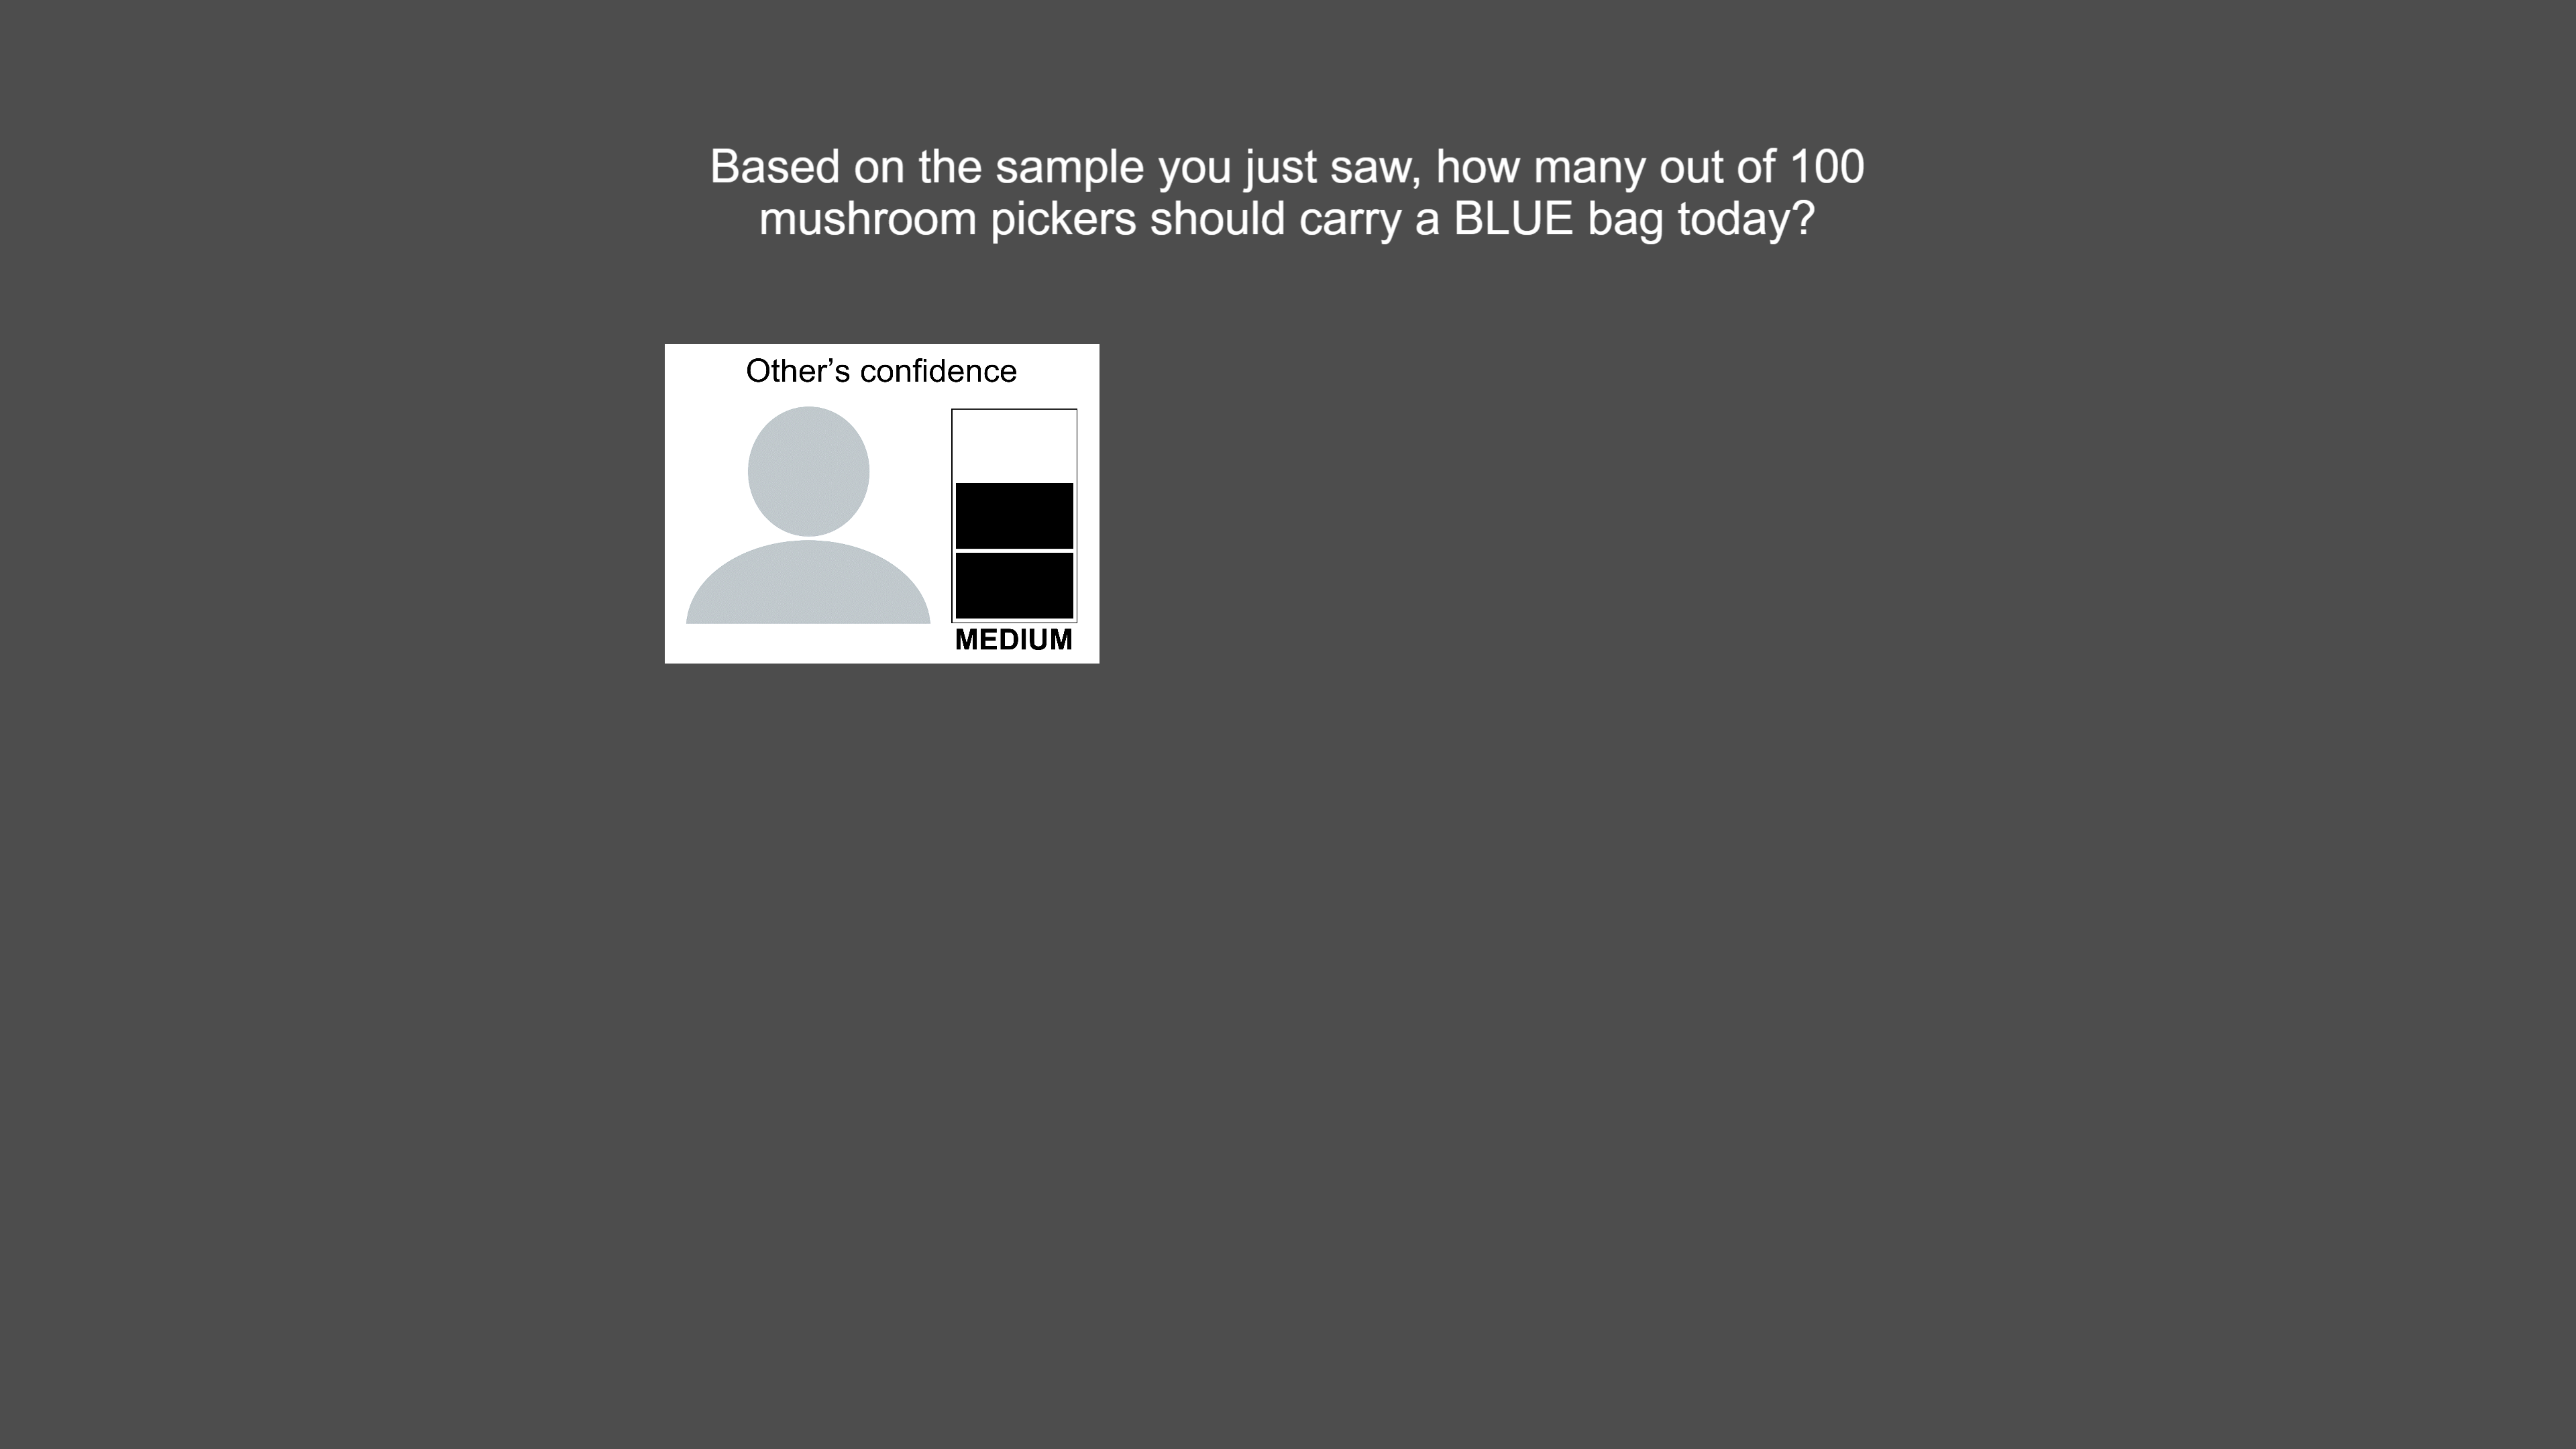 Based on the sample you just saw, how many out of 100
mushroom pickers should carry a BLUE bag today?
Other’s confidence
MEDIUM